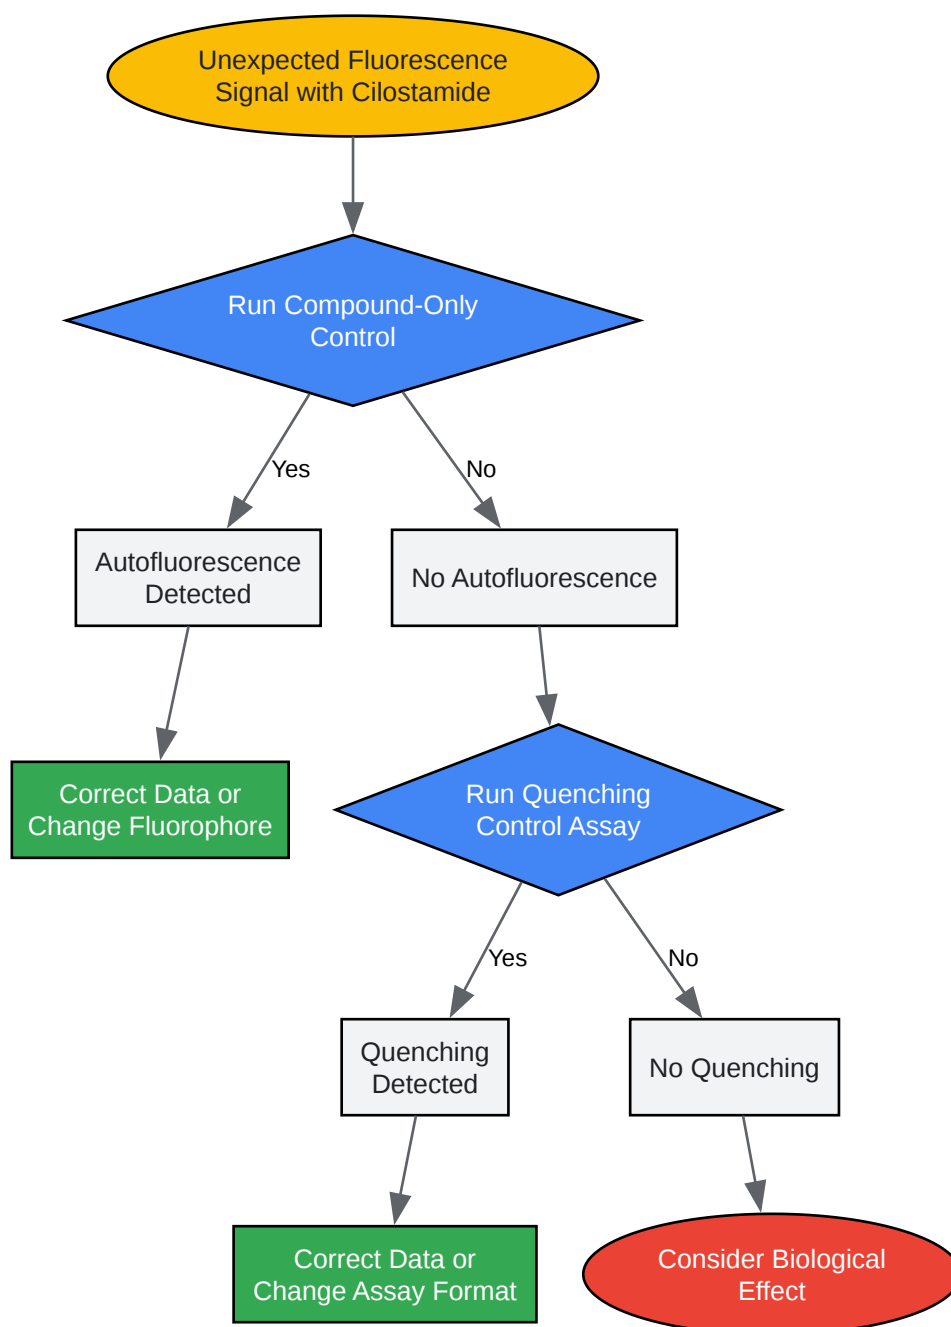 Unexpected Fluorescence
Signal with Cilostamide
Run Compound-Only
Control
Yes
No
Autofluorescence
Detected
No Autofluorescence
Correct Data or
Change Fluorophore
Run Quenching
Control Assay
Yes
No
Quenching
Detected
No Quenching
Correct Data or
Change Assay Format
Consider Biological
Effect